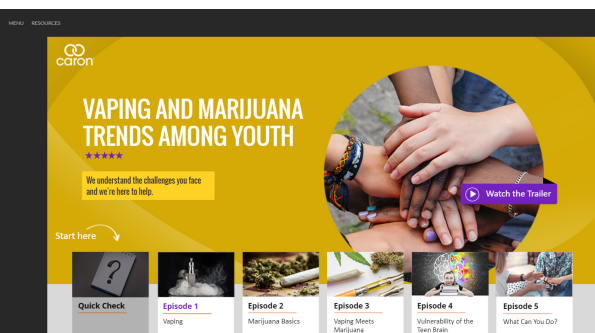 MENU RESOURCES
caron
VAPING AND MARIJUANA
TRENDS AMONG YOUTH
We understand the challenges you face
and we're here to help.
Watch the Trailer
Start here
Quick Check
Episode 1
Vaping
Episode 2
Marijuana Basics
Episode 3
Vaping Meets
Marijuana
Episode 4
Vulnerability of the
Teen Brain
Episode 5
What Can You Do?